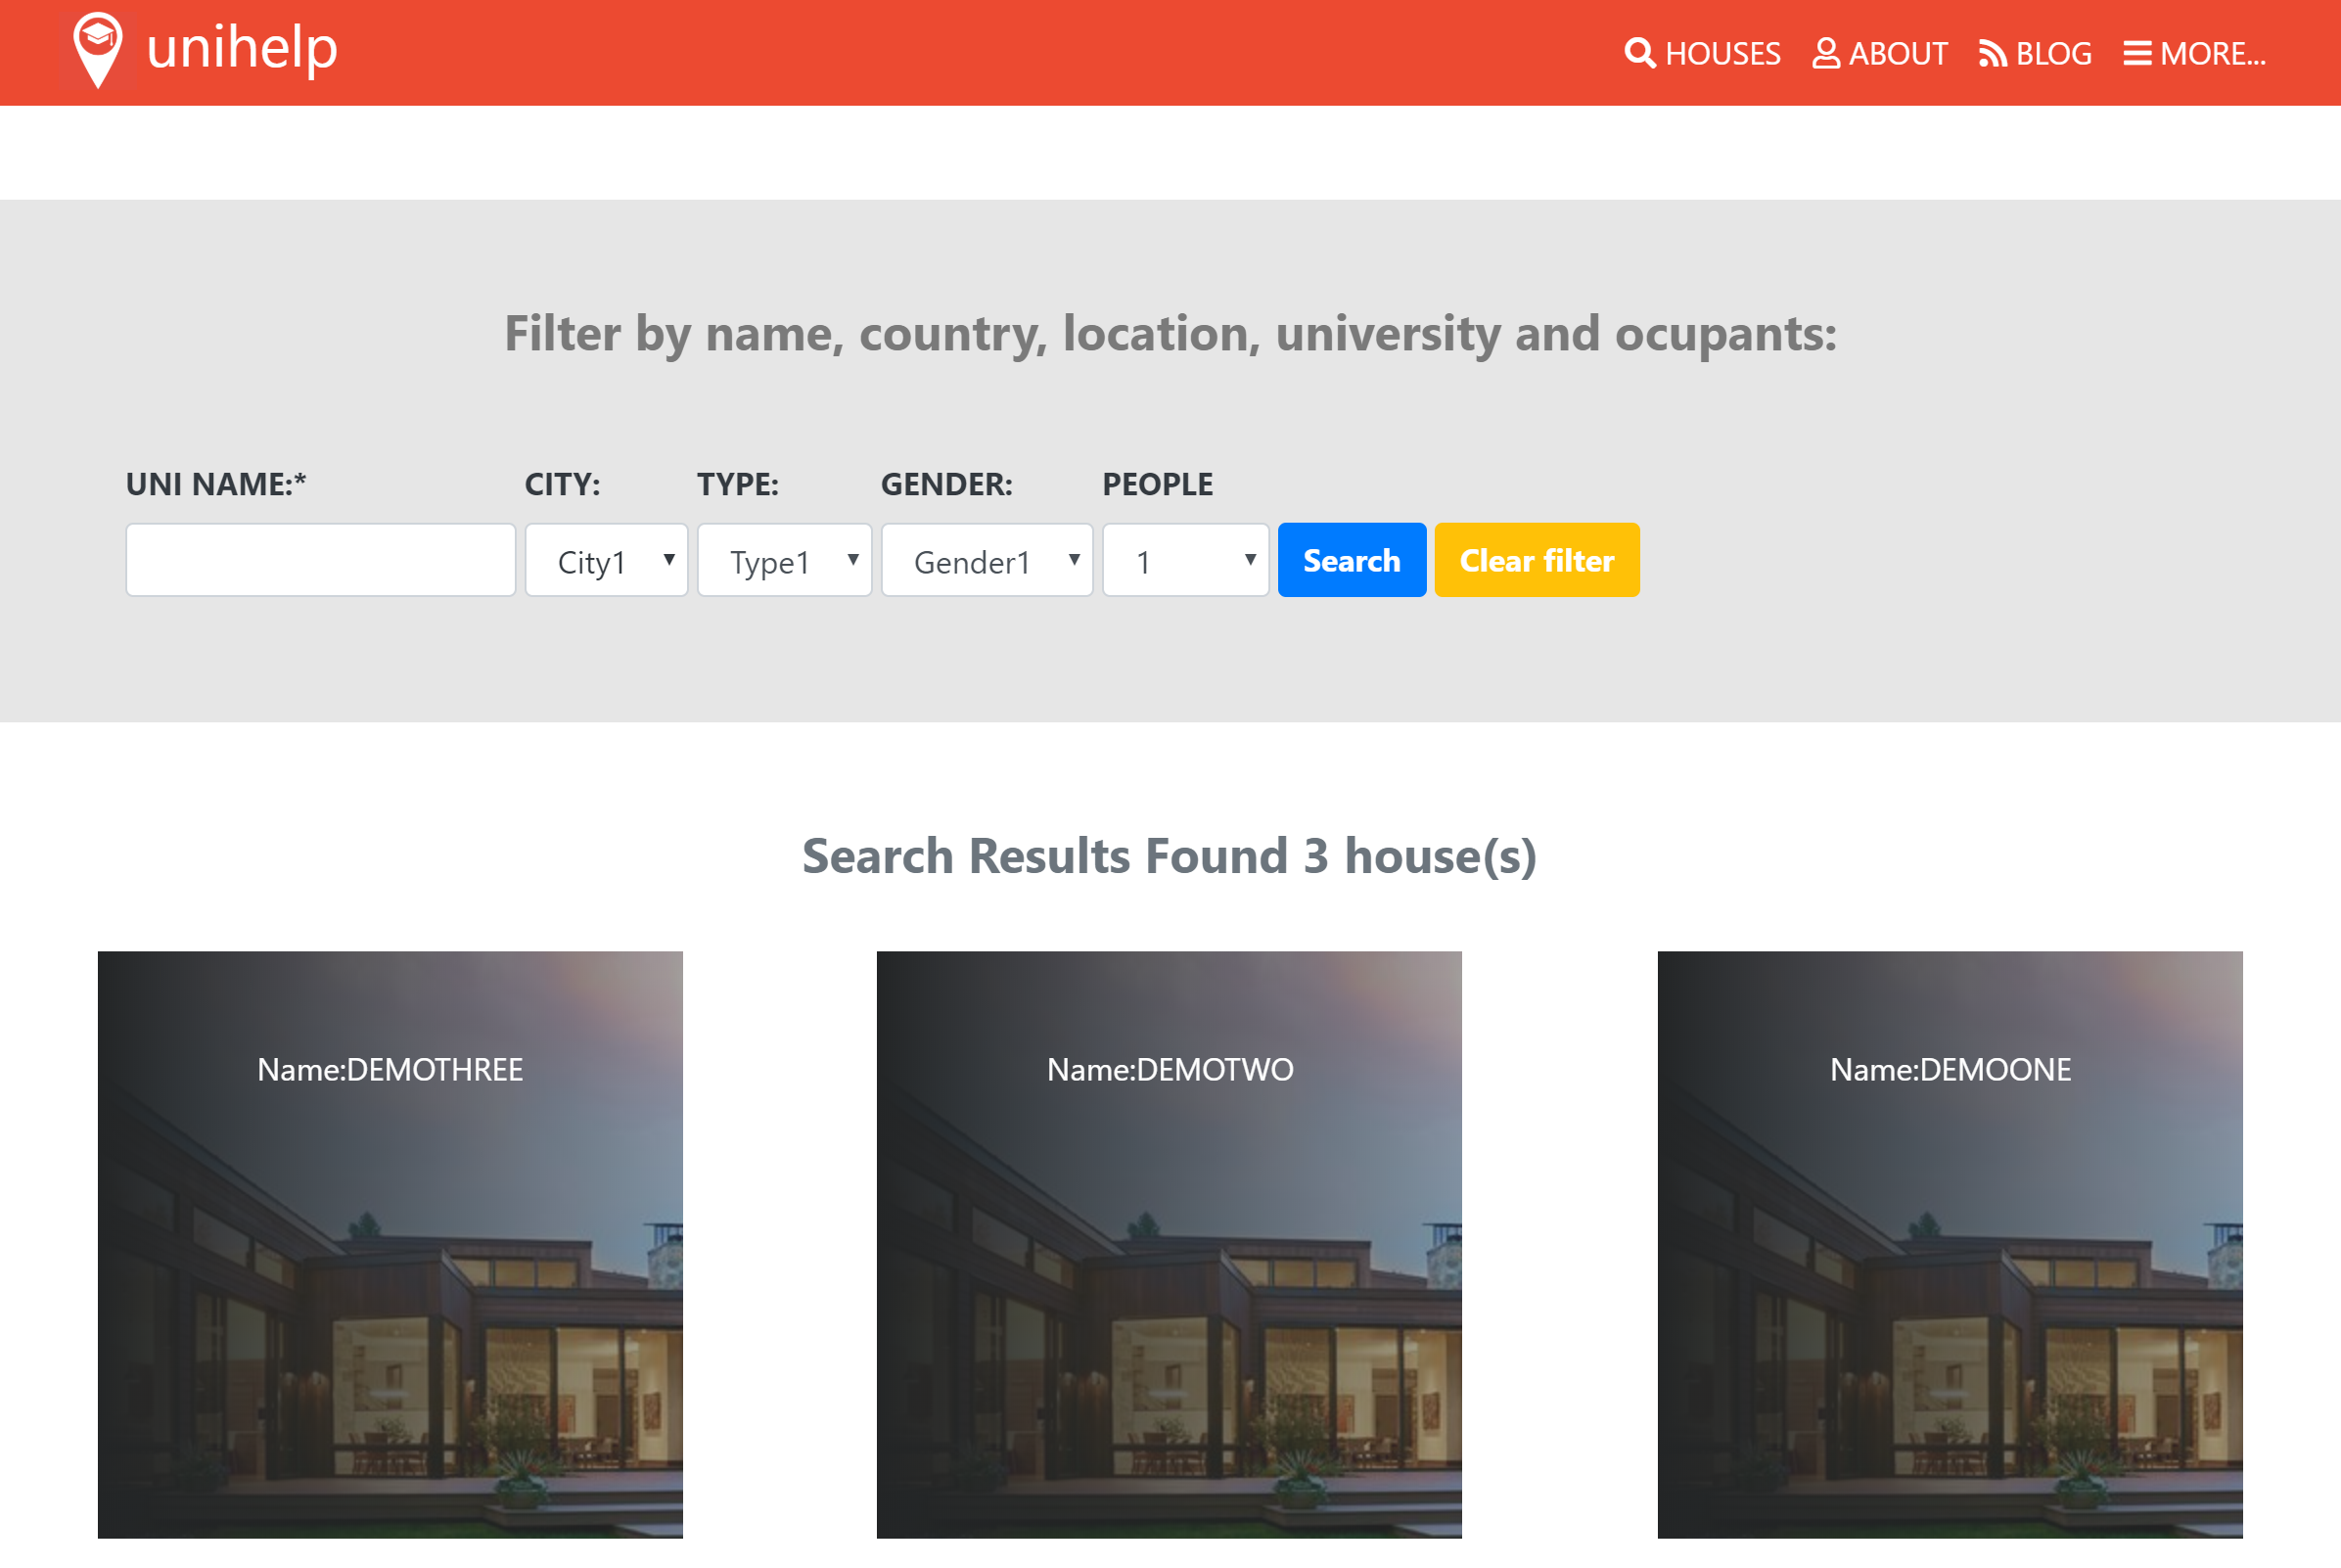 unihelp
HOUSES ABOUT BLOG MORE...
Filter by name, country, location, university and ocupants:
UNI NAME:* CITY: TYPE: GENDER: PEOPLE
City1 Type1 Gender1 1 Search Clear filter
Search Results Found 3 house(s)
Name:DEMOTHREE
Name:DEMOTWO
Name:DEMOONE